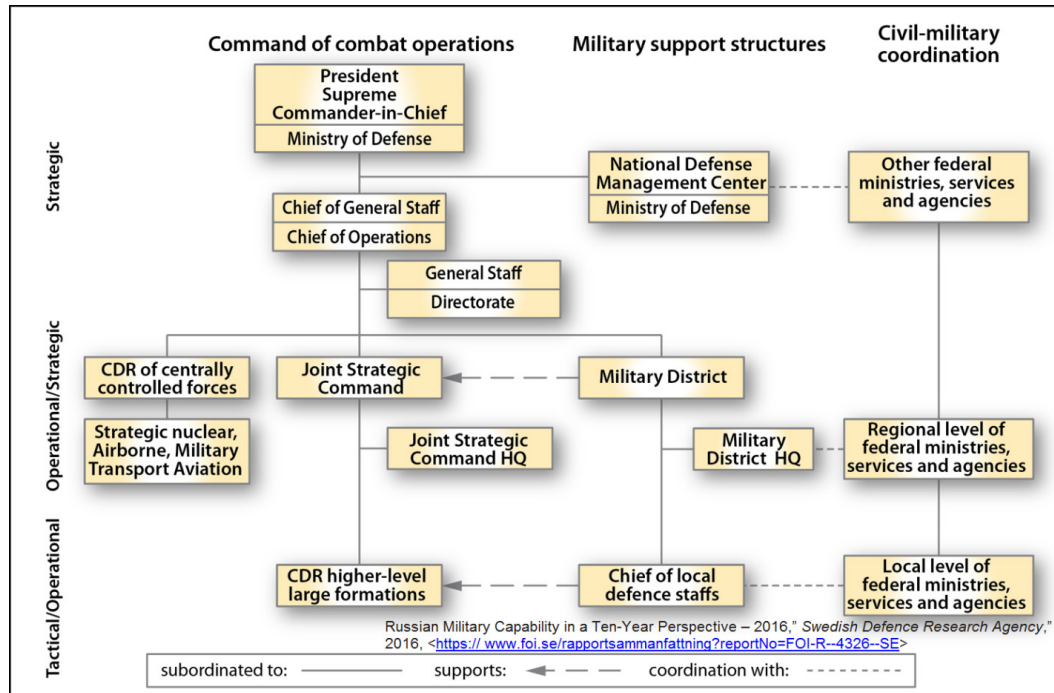 Command of combat operations
Military support structures
Civil-military
coordination
Strategic
President
Supreme
Commander-in-Chief
Ministry of Defense
National Defense
Management Center
Ministry of Defense
Other federal
ministries, services
and agencies
Chief of General Staff
Chief of Operations
General Staff
Directorate
Operational/Strategic
CDR of centrally
controlled forces
Joint Strategic
Command
Military District
Strategic nuclear,
Airborne, Military
Transport Aviation
Joint Strategic
Command HQ
Military
District HQ
Regional level of
federal ministries,
services and agencies
Tactical/Operational
CDR higher-level
large formations
Chief of local
defence staffs
Local level of
federal ministries,
services and agencies
Russian Military Capability in a Ten-Year Perspective – 2016,” Swedish Defence Research Agency,”
2016, <https:// www.foi.se/rapportsammanfattning?reportNo=FOI-R--4326--SE>
subordinated to:
supports:
coordination with: